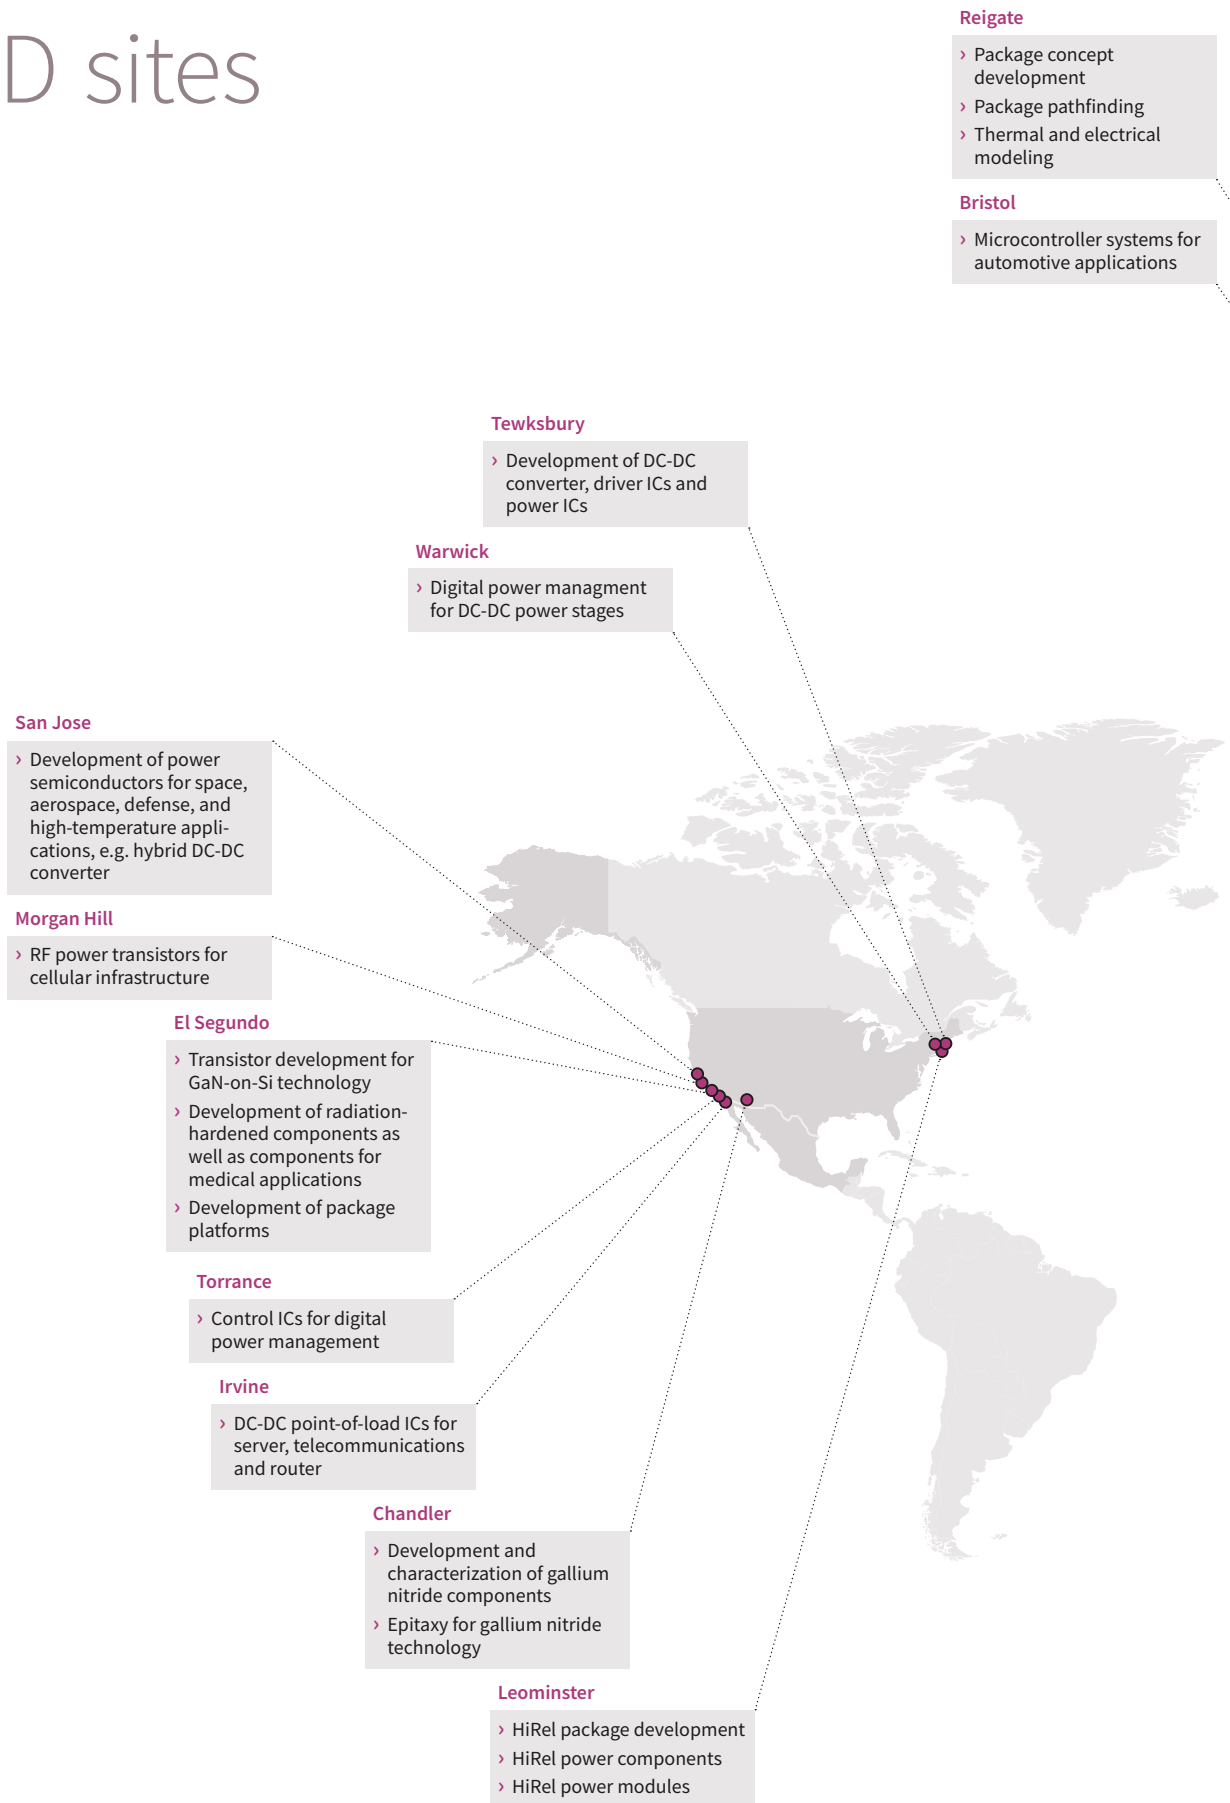 D sites
Reigate
› Package concept
development
› Package pathfinding
› Thermal and electrical
modeling
Bristol
› Microcontroller systems for
automotive applications
Tewksbury
› Development of DC-DC
converter, driver ICs and
power ICs
Warwick
› Digital power managment
for DC-DC power stages
San Jose
› Development of power
semiconductors for space,
aerospace, defense, and
high-temperature appli-
cations, e.g. hybrid DC-DC
converter
Morgan Hill
› RF power transistors for
cellular infrastructure
El Segundo
› Transistor development for
GaN-on-Si technology
› Development of radiation-
hardened components as
well as components for
medical applications
› Development of package
platforms
Torrance
› Control ICs for digital
power management
Irvine
› DC-DC point-of-load ICs for
server, telecommunications
and router
Chandler
› Development and
characterization of gallium
nitride components
› Epitaxy for gallium nitride
technology
Leominster
› HiRel package development
› HiRel power components
› HiRel power modules